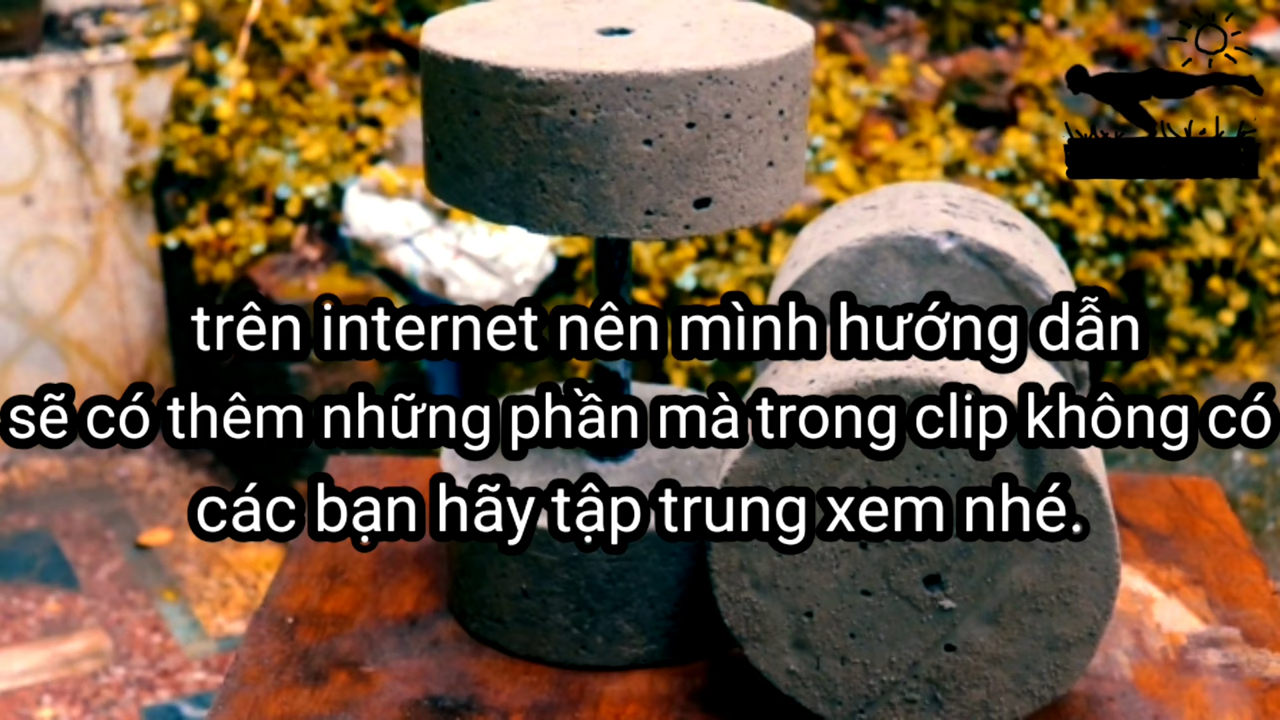 trên internet nên mình hướng dẫn
sẽ có thêm những phần mà trong clip không có
các bạn hãy tập trung xem nhé.